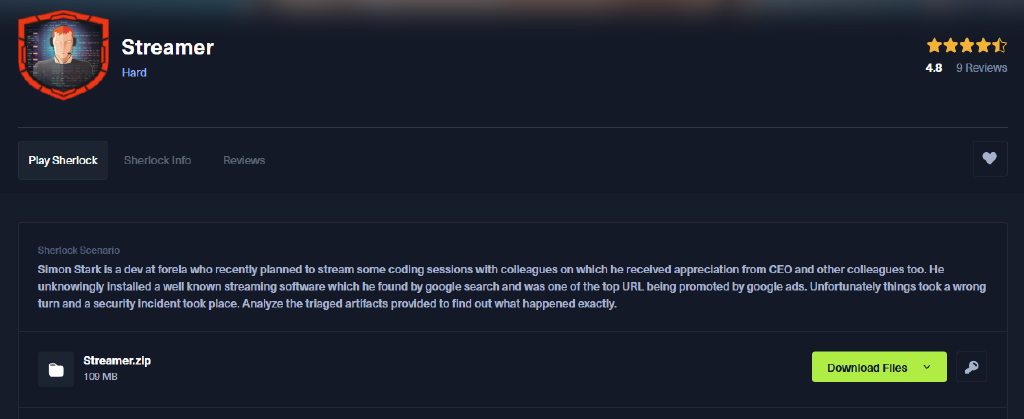 Streamer
Hard
4.8 9 Reviews
Play Sherlock Sherlock Info Reviews
Sherlock Scenario
Simon Stark is a dev at forela who recently planned to stream some coding sessions with colleagues on which he received appreciation from CEO and other colleagues too. He
unknowingly installed a well known streaming software which he found by google search and was one of the top URL being promoted by google ads. Unfortunately things took a wrong
turn and a security incident took place. Analyze the triaged artifacts provided to find out what happened exactly.
Streamer.zip
109 MB
Download Files